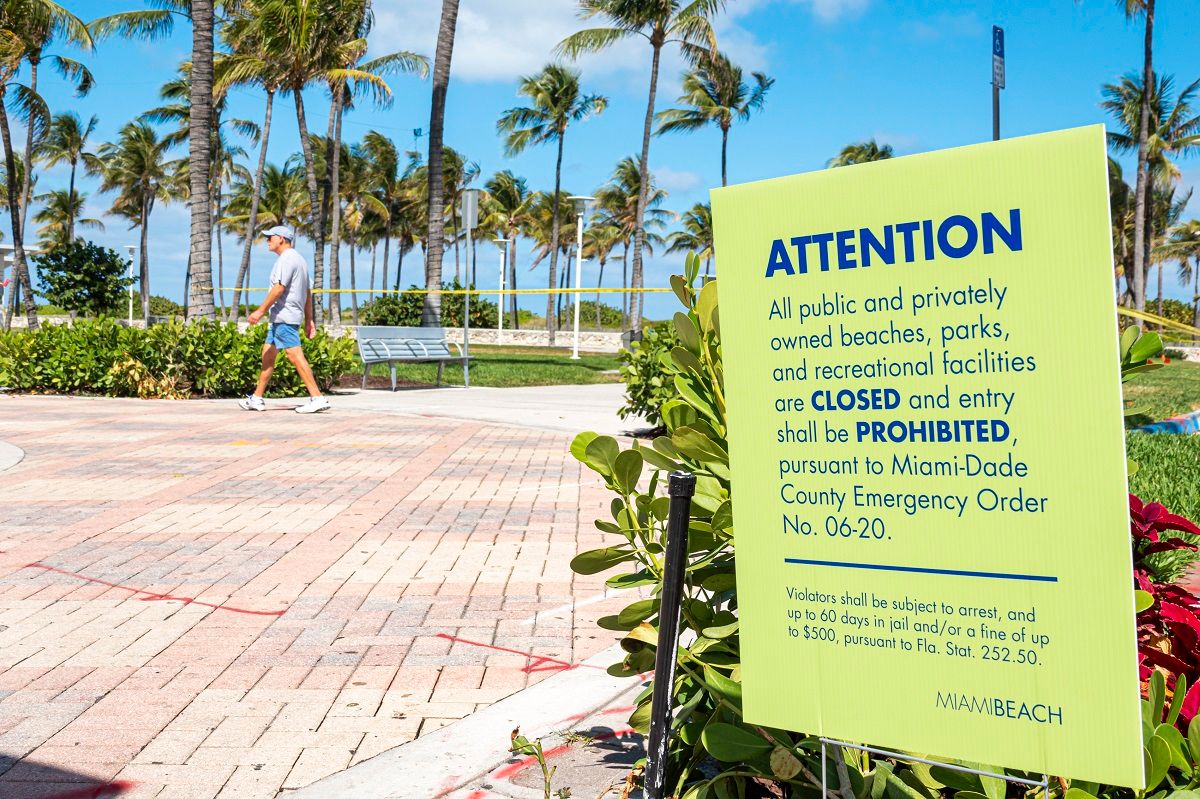 ATTENTION
All public and privately
owned beaches, parks,
and recreational facilities
are CLOSED and entry
shall be PROHIBITED,
pursuant to Miami-Dade
County Emergency Order
No. 06-20.
Violators shall be subject to arrest, and
up to 60 days in jail and/or a fine of up
to $500, pursuant to Fla. Stat. 252.50.
MIAMIBEACH